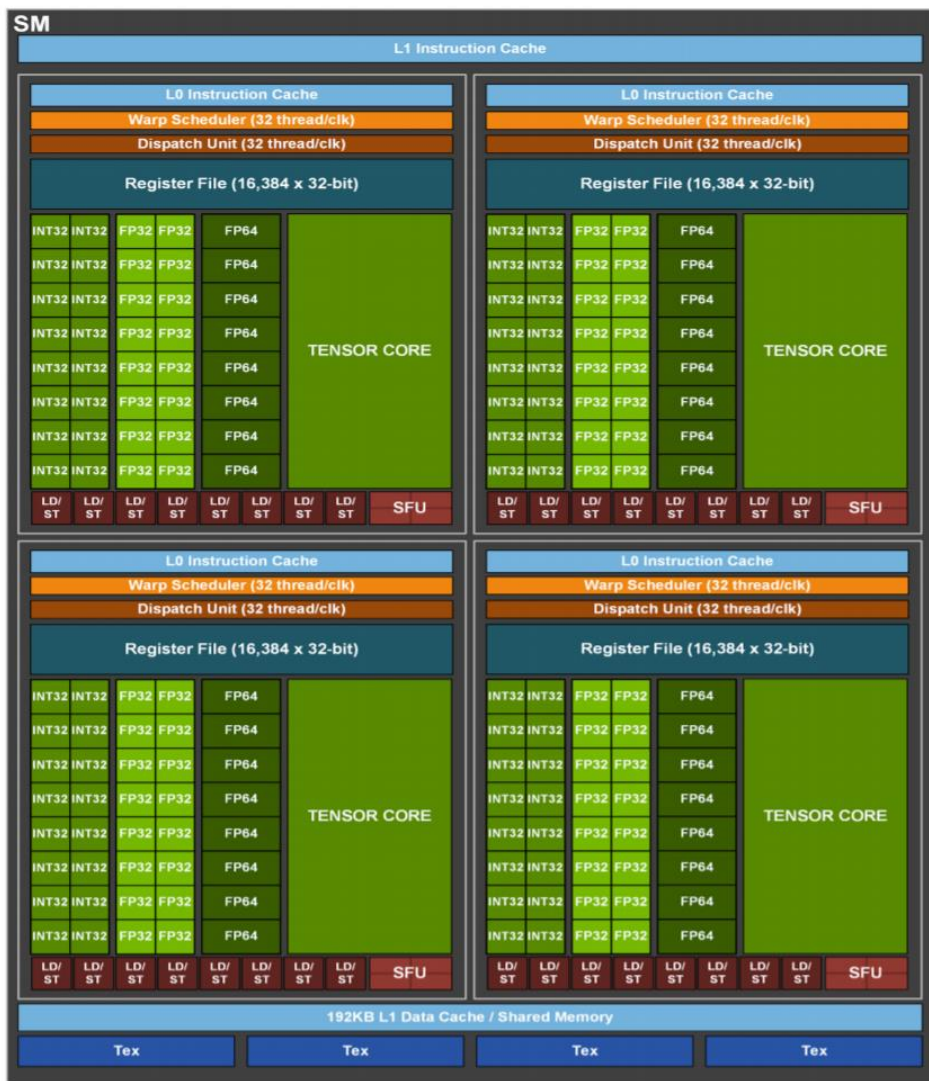 SM
L1 Instruction Cache
L0 Instruction Cache
Warp Scheduler (32 thread/clk)
Dispatch Unit (32 thread/clk)
Register File (16,384 x 32-bit)
INT32 INT32 FP32 FP32 FP64
INT32 INT32 FP32 FP32 FP64
INT32 INT32 FP32 FP32 FP64
INT32 INT32 FP32 FP32 FP64
INT32 INT32 FP32 FP32 FP64
INT32 INT32 FP32 FP32 FP64
INT32 INT32 FP32 FP32 FP64
INT32 INT32 FP32 FP32 FP64
TENSOR CORE
LD/ LD/ LD/ LD/ LD/ LD/ LD/ LD/
ST ST ST ST ST ST ST ST
SFU
L0 Instruction Cache
Warp Scheduler (32 thread/clk)
Dispatch Unit (32 thread/clk)
Register File (16,384 x 32-bit)
INT32 INT32 FP32 FP32 FP64
INT32 INT32 FP32 FP32 FP64
INT32 INT32 FP32 FP32 FP64
INT32 INT32 FP32 FP32 FP64
INT32 INT32 FP32 FP32 FP64
INT32 INT32 FP32 FP32 FP64
INT32 INT32 FP32 FP32 FP64
INT32 INT32 FP32 FP32 FP64
TENSOR CORE
LD/ LD/ LD/ LD/ LD/ LD/ LD/ LD/
ST ST ST ST ST ST ST ST
SFU
L0 Instruction Cache
Warp Scheduler (32 thread/clk)
Dispatch Unit (32 thread/clk)
Register File (16,384 x 32-bit)
INT32 INT32 FP32 FP32 FP64
INT32 INT32 FP32 FP32 FP64
INT32 INT32 FP32 FP32 FP64
INT32 INT32 FP32 FP32 FP64
INT32 INT32 FP32 FP32 FP64
INT32 INT32 FP32 FP32 FP64
INT32 INT32 FP32 FP32 FP64
INT32 INT32 FP32 FP32 FP64
TENSOR CORE
LD/ LD/ LD/ LD/ LD/ LD/ LD/ LD/
ST ST ST ST ST ST ST ST
SFU
L0 Instruction Cache
Warp Scheduler (32 thread/clk)
Dispatch Unit (32 thread/clk)
Register File (16,384 x 32-bit)
INT32 INT32 FP32 FP32 FP64
INT32 INT32 FP32 FP32 FP64
INT32 INT32 FP32 FP32 FP64
INT32 INT32 FP32 FP32 FP64
INT32 INT32 FP32 FP32 FP64
INT32 INT32 FP32 FP32 FP64
INT32 INT32 FP32 FP32 FP64
INT32 INT32 FP32 FP32 FP64
TENSOR CORE
LD/ LD/ LD/ LD/ LD/ LD/ LD/ LD/
ST ST ST ST ST ST ST ST
SFU
192KB L1 Data Cache / Shared Memory
Tex Tex Tex Tex